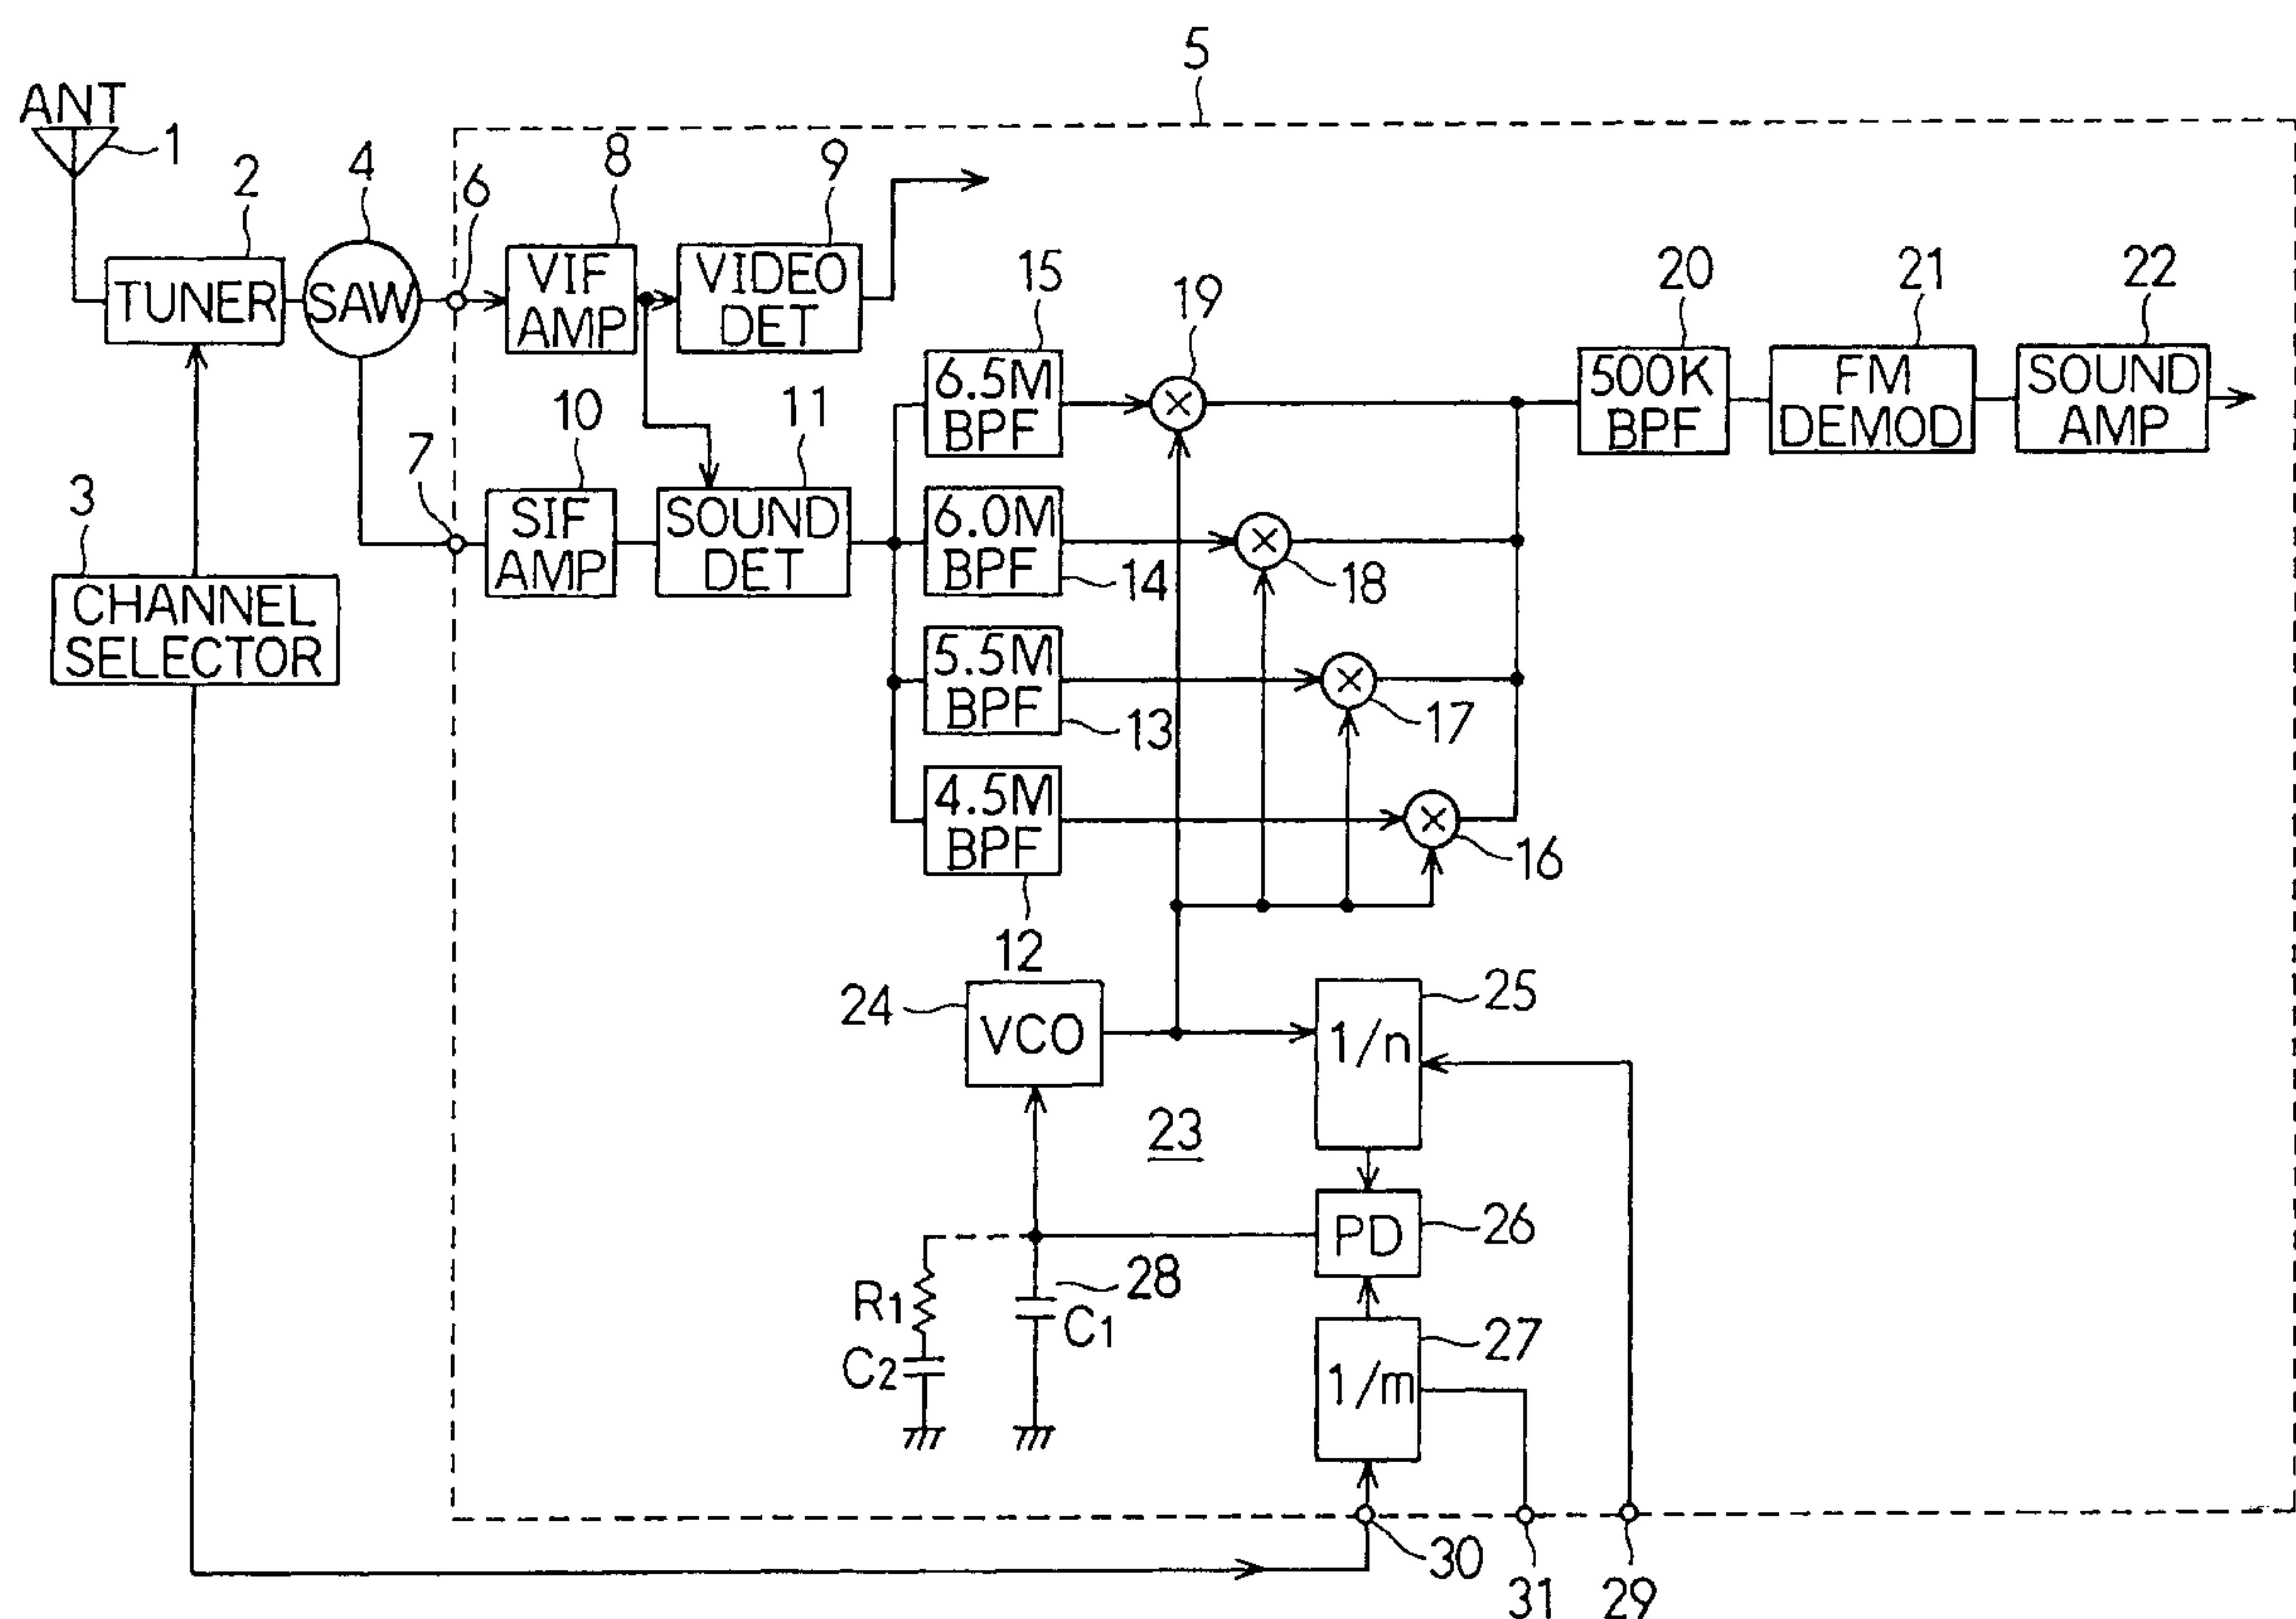 5
ANT
1
2
4
6
8
9
TUNER
SAW
VIF
AMP
VIDEO
DET
15
19
20
21
22
6.5M
BPF
500K
BPF
FM
DEMOD
SOUND
AMP
3
7
10
11
CHANNEL
SELECTOR
SIF
AMP
SOUND
DET
6.0M
BPF
14
18
5.5M
BPF
13
17
4.5M
BPF
12
16
24
VCO
1/n
25
23
PD
26
R1
C2
28
C1
1/m
27
30
31
29